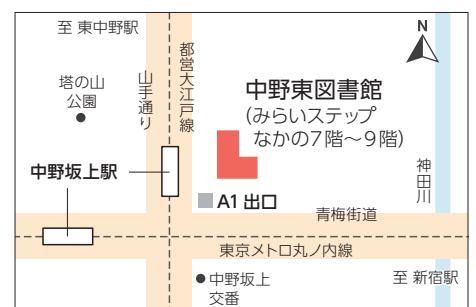 至 東中野駅
N
塔の山
公園
山手通り
都営大江戸線
中野東図書館
(みらいステップ
なかの7階～9階)
中野坂上駅
神田川
A1 出口
青梅街道
東京メトロ丸ノ内線
中野坂上
交番
至 新宿駅